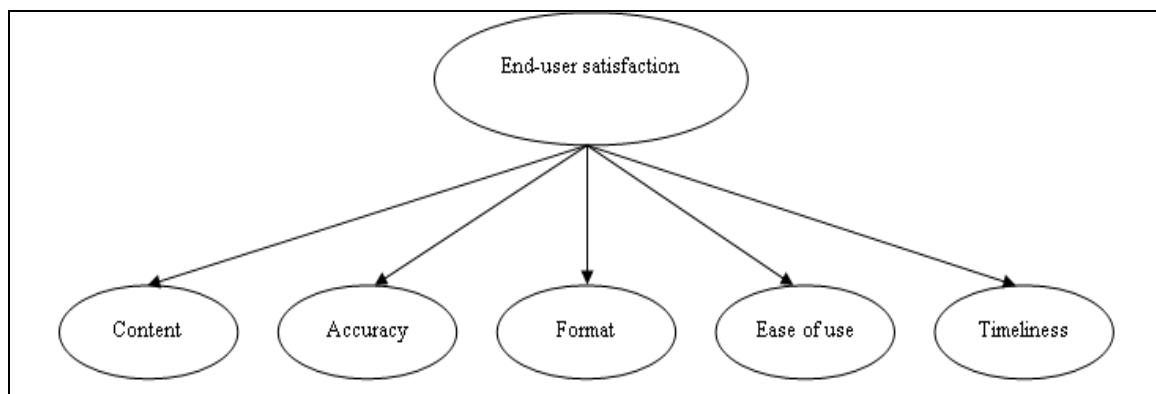 End-user satisfaction
Content
Accuracy
Format
Ease of use
Timeliness